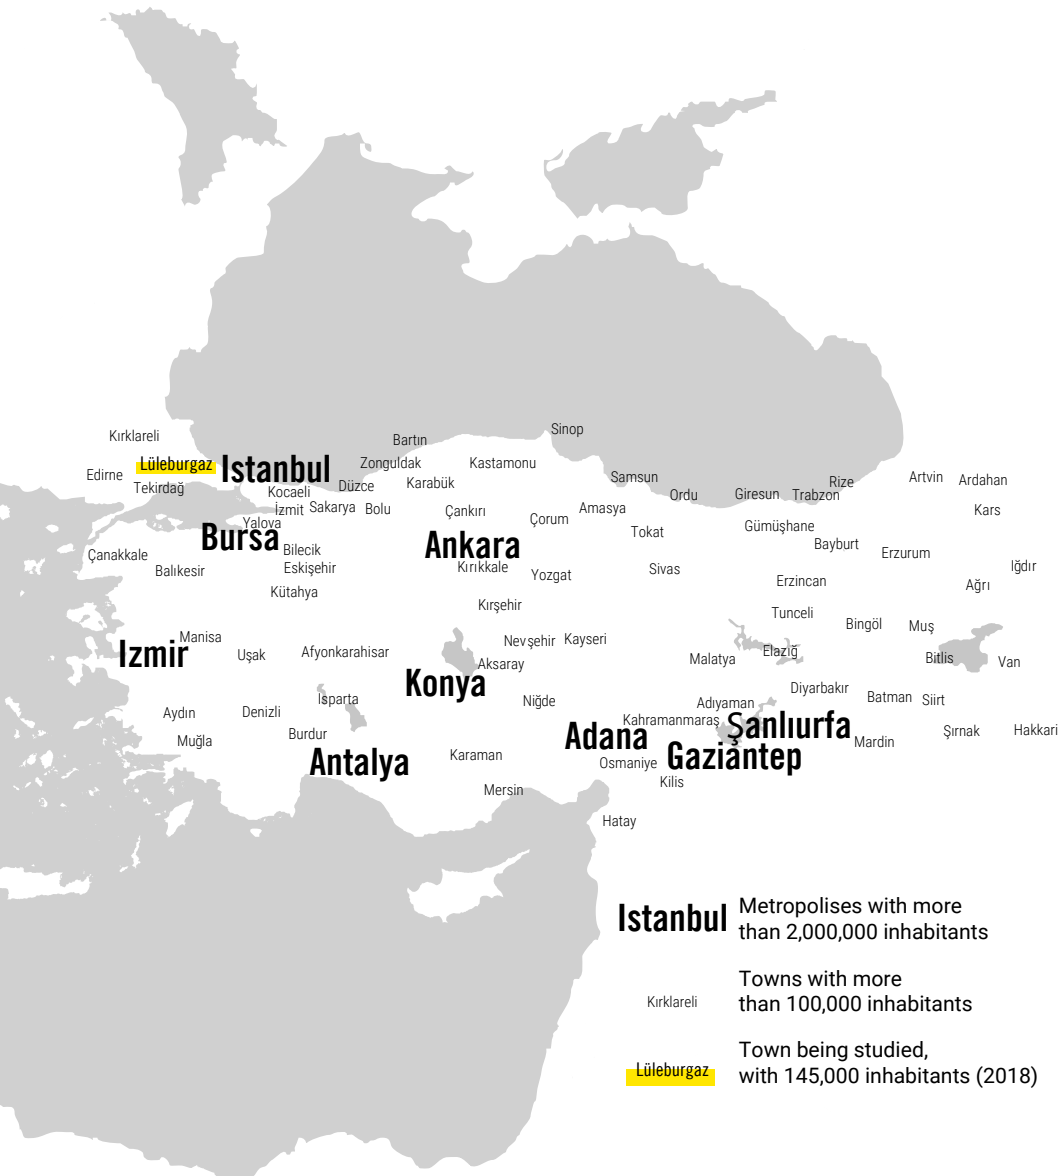 Sinop
Kırklareli
Bartın
Lüleburgaz
Istanbul
Zonguldak
Kastamonu
Edirne
Tekirdağ
Kocaeli
Düzce
Karabük
Samsun
Ordu
Giresun
Trabzon
Rize
Artvin
Ardahan
İzmit
Sakarya
Bolu
Çankırı
Çorum
Amasya
Kars
Yalova
Bursa
Ankara
Tokat
Gümüşhane
Bayburt
Erzurum
Çanakkale
Bilecik
Balıkesir
Eskişehir
Kırıkkale
Yozgat
Sivas
Erzincan
Iğdır
Ağrı
Kütahya
Kırşehir
Tunceli
Bingöl
Muş
Manisa
Izmir
Uşak
Afyonkarahisar
Nevşehir
Kayseri
Aksaray
Malatya
Elazığ
Bitlis
Van
Konya
Isparta
Niğde
Adıyaman
Diyarbakır
Batman
Siirt
Aydın
Denizli
Kahramanmaraş
Şanlıurfa
Muğla
Burdur
Adana
Mardin
Şırnak
Hakkari
Antalya
Karaman
Osmaniye
Gaziantep
Mersin
Kilis
Hatay
Istanbul
Metropolises with more
than 2,000,000 inhabitants
Kırklareli
Towns with more
than 100,000 inhabitants
Lüleburgaz
Town being studied,
with 145,000 inhabitants (2018)